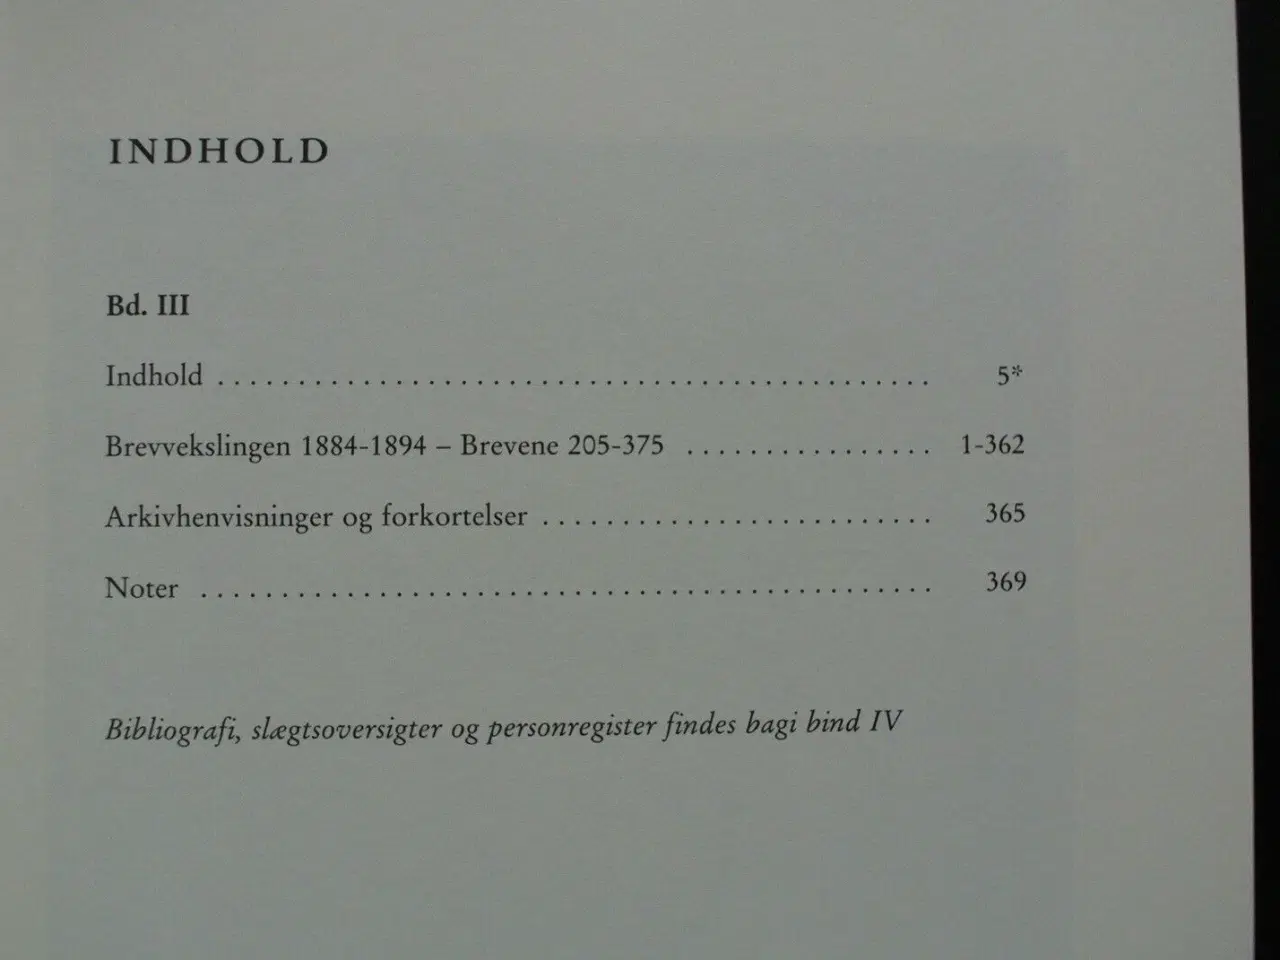 INDHOLD
Bd. III
Indhold . . . . . . . . . . . . . . . . . . . . . . . . . . . . . . . . . . . . . . . . . . . . . 5*
Brevvekslingen 1884-1894 – Brevene 205-375 . . . . . . . . . . . . . . . . 1-362
Arkivhenvisninger og forkortelser . . . . . . . . . . . . . . . . . . . . . . . . . 365
Noter . . . . . . . . . . . . . . . . . . . . . . . . . . . . . . . . . . . . . . . . . . . . . . 369
Bibliografi, slægtsoversigter og personregister findes bagi bind IV